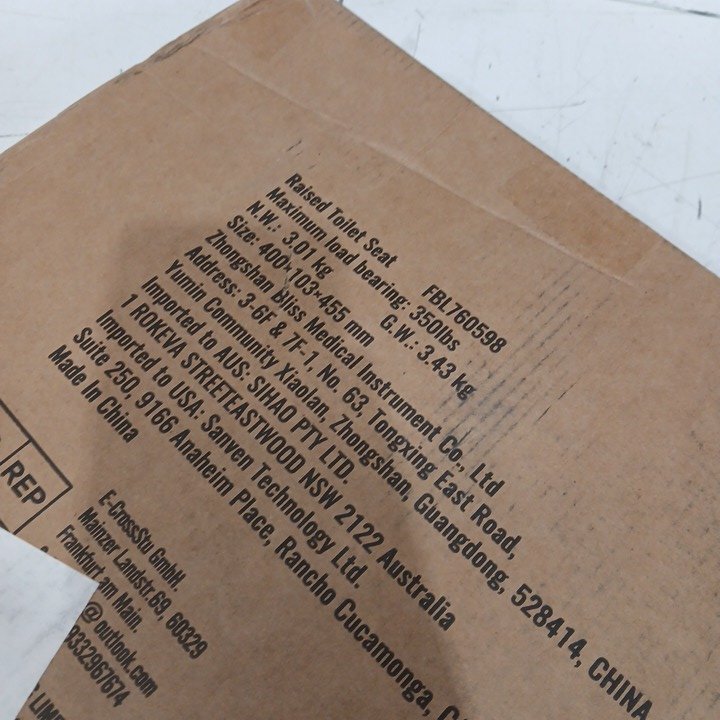 Raised Toilet Seat FBL760598
Maximum load bearing: 350lbs
N.W.: 3.01 kg G.W.: 3.43 kg
Size: 400×103×455 mm
Zhongshan Bliss Medical Instrument Co., Ltd
Address: 3-6F & 7F-1, No. 63, Tongxing East Road,
Yumin Community Xiaolan, Zhongshan, Guangdong, 528414, CHINA
Imported to AUS: SIHAO PTY LTD.
1 ROKEVA STREETEASTWOOD NSW 2122 Australia
Imported to USA: Sanven Technology Ltd.
Suite 250, 9166 Anaheim Place, Rancho Cucamonga,
Made In China
REP
E-CrossStu GmbH.
Mainzer Landstr.69, 60329
Frankfurt am Main.
@outlook.com
3332967674